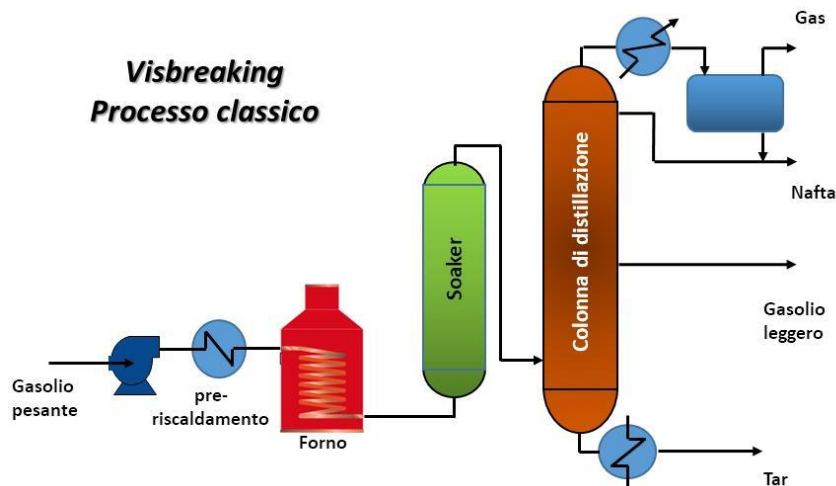 Visbreaking
Processo classico
Gas
Nafta
Gasolio
leggero
Colonna di distillazione
Soaker
Gasolio
pesante
pre-
riscaldamento
Forno
Tar